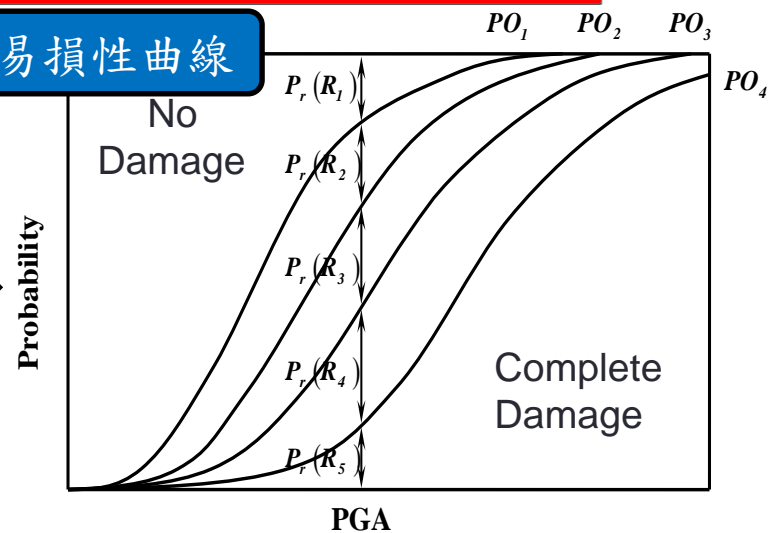 易損性曲線
PO₁ PO₂ PO₃
PO₄
No
Damage
Pᵣ(R₁)
Pᵣ(R₂)
Pᵣ(R₃)
Pᵣ(R₄)
Pᵣ(R₅)
Complete
Damage
Probability
PGA